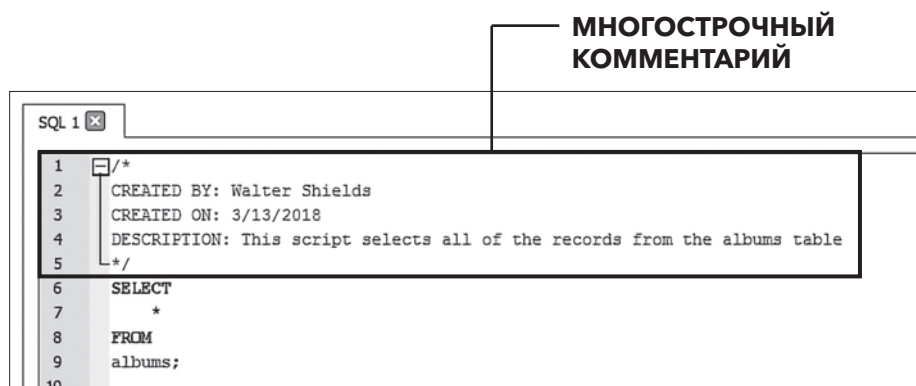 МНОГОСТРОЧНЫЙ
КОММЕНТАРИЙ
SQL 1
1 /*
2 CREATED BY: Walter Shields
3 CREATED ON: 3/13/2018
4 DESCRIPTION: This script selects all of the records from the albums table
5 */
6 SELECT
7 *
8 FROM
9 albums;
10